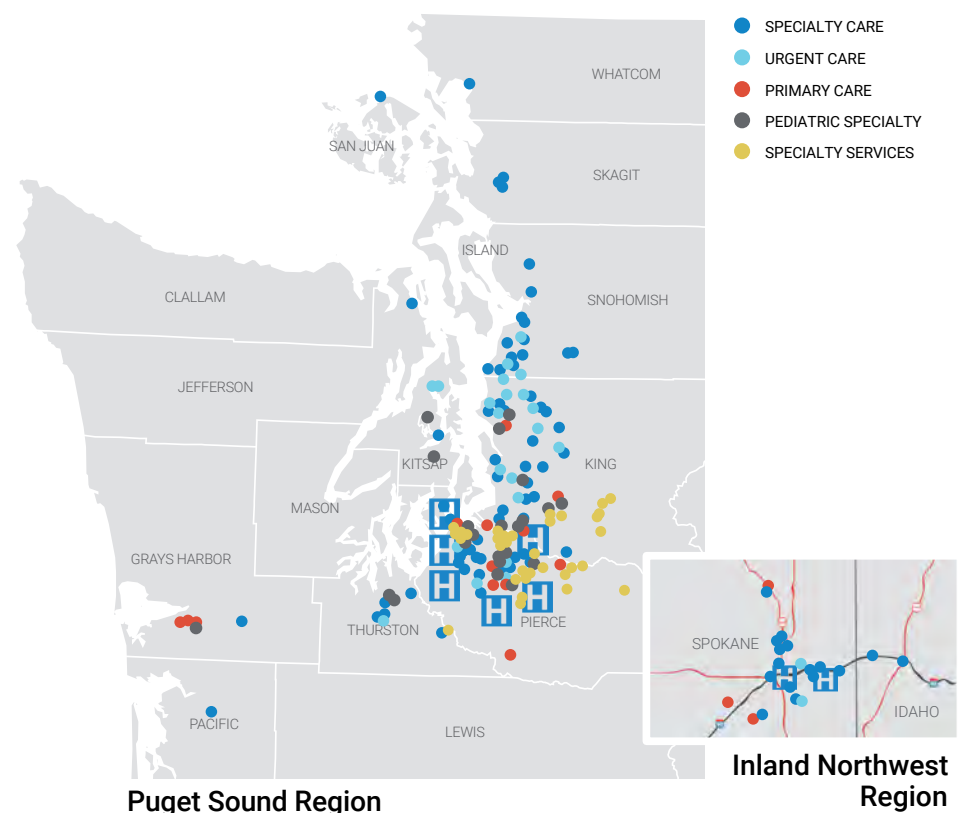 SPECIALTY CARE
URGENT CARE
PRIMARY CARE
PEDIATRIC SPECIALTY
SPECIALTY SERVICES
WHATCOM
SAN JUAN
SKAGIT
ISLAND
CLALLAM
SNOHOMISH
JEFFERSON
KITSAP
KING
MASON
H
H
H
GRAYS HARBOR
H
H
H
PIERCE
THURSTON
SPOKANE
H
H
IDAHO
PACIFIC
LEWIS
Puget Sound Region
Inland Northwest
Region